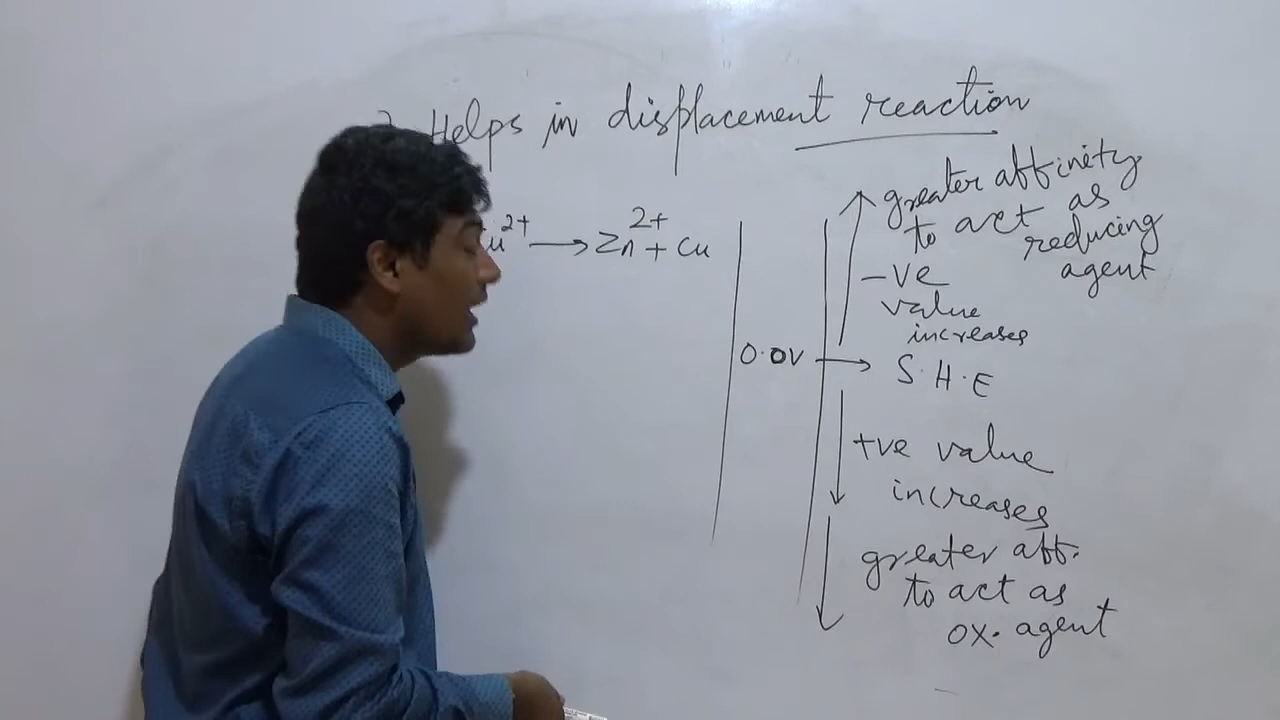 Helps in displacement reaction
u²⁺ → Zn²⁺ + Cu
greater affinity
to act as
reducing
agent
-ve
value
increases
0.0V → S.H.E
+ve value
increases
greater aff.
to act as
ox. agent